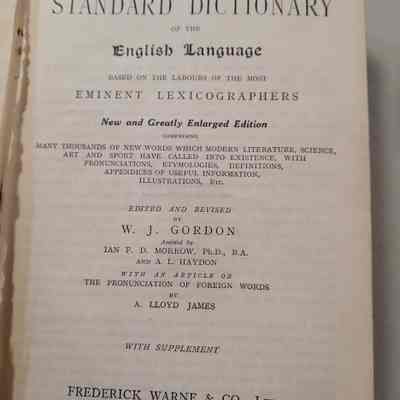 STANDARD DICTIONARY
OF THE
English Language
BASED ON THE LABOURS OF THE MOST
EMINENT LEXICOGRAPHERS
New and Greatly Enlarged Edition
COMPRISING
MANY THOUSANDS OF NEW WORDS WHICH MODERN LITERATURE, SCIENCE,
ART AND SPORT HAVE CALLED INTO EXISTENCE, WITH
PRONUNCIATIONS, ETYMOLOGIES, DEFINITIONS,
APPENDICES OF USEFUL INFORMATION,
ILLUSTRATIONS, Etc.
EDITED AND REVISED
BY
W. J. GORDON
Assisted by
IAN F. D. MORROW, Ph.D., B.A.
AND A. L. HAYDON
WITH AN ARTICLE ON
THE PRONUNCIATION OF FOREIGN WORDS
BY
A. LLOYD JAMES
WITH SUPPLEMENT
FREDERICK WARNE & CO.,